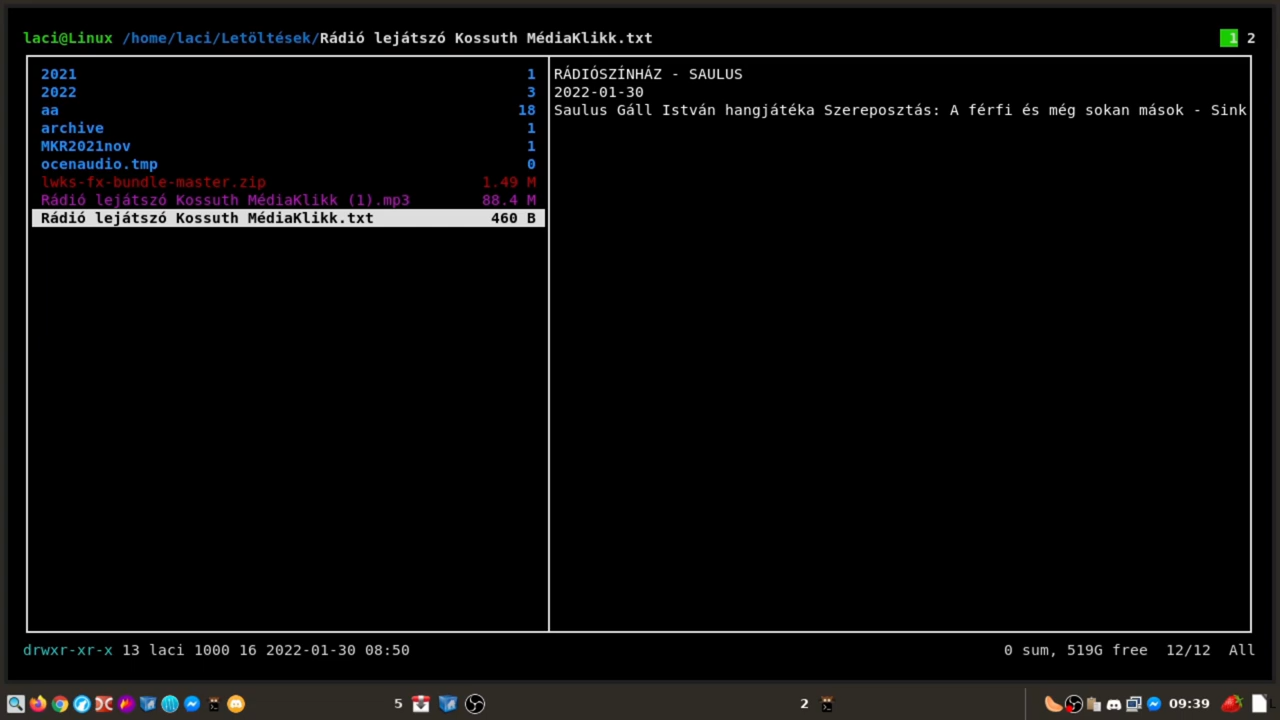 laci@Linux /home/laci/Letöltések/Rádió lejátszó Kossuth MédiaKlikk.txt 1 2
2021 1
2022 3
aa 18
archive 1
MKR2021nov 1
ocenaudio.tmp 0
lwks-fx-bundle-master.zip 1.49 M
Rádió lejátszó Kossuth MédiaKlikk (1).mp3 88.4 M
Rádió lejátszó Kossuth MédiaKlikk.txt 460 B
RÁDIÓSZÍNHÁZ - SAULUS
2022-01-30
Saulus Gáll István hangjátéka Szereposztás: A férfi és még sokan mások - Sink
drwxr-xr-x 13 laci 1000 16 2022-01-30 08:50 0 sum, 519G free 12/12 All
5 2 09:39